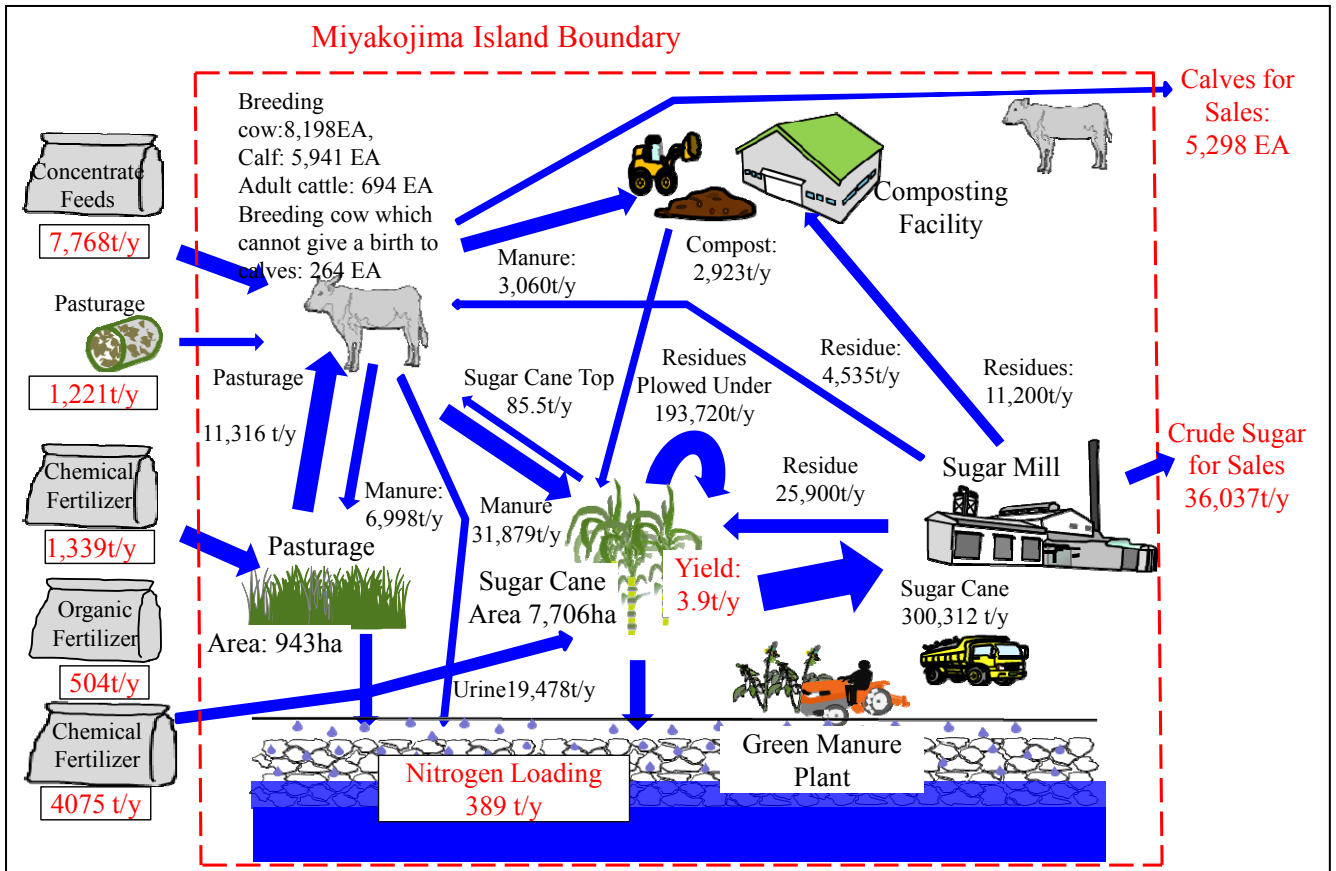 Miyakojima Island Boundary
Concentrate
Feeds
7,768t/y
Pasturage
1,221t/y
Chemical
Fertilizer
1,339t/y
Organic
Fertilizer
504t/y
Chemical
Fertilizer
4075 t/y
Breeding
cow:8,198EA,
Calf: 5,941 EA
Adult cattle: 694 EA
Breeding cow which
cannot give a birth to
calves: 264 EA
Calves for
Sales:
5,298 EA
Composting
Facility
Manure:
3,060t/y
Compost:
2,923t/y
Pasturage
11,316 t/y
Sugar Cane Top
85.5t/y
Residues
Plowed Under
193,720t/y
Residue:
4,535t/y
Residues:
11,200t/y
Manure:
6,998t/y
Manure
31,879t/y
Residue
25,900t/y
Sugar Mill
Crude Sugar
for Sales
36,037t/y
Pasturage
Area: 943ha
Sugar Cane
Area 7,706ha
Yield:
3.9t/y
Sugar Cane
300,312 t/y
Urine19,478t/y
Nitrogen Loading
389 t/y
Green Manure
Plant